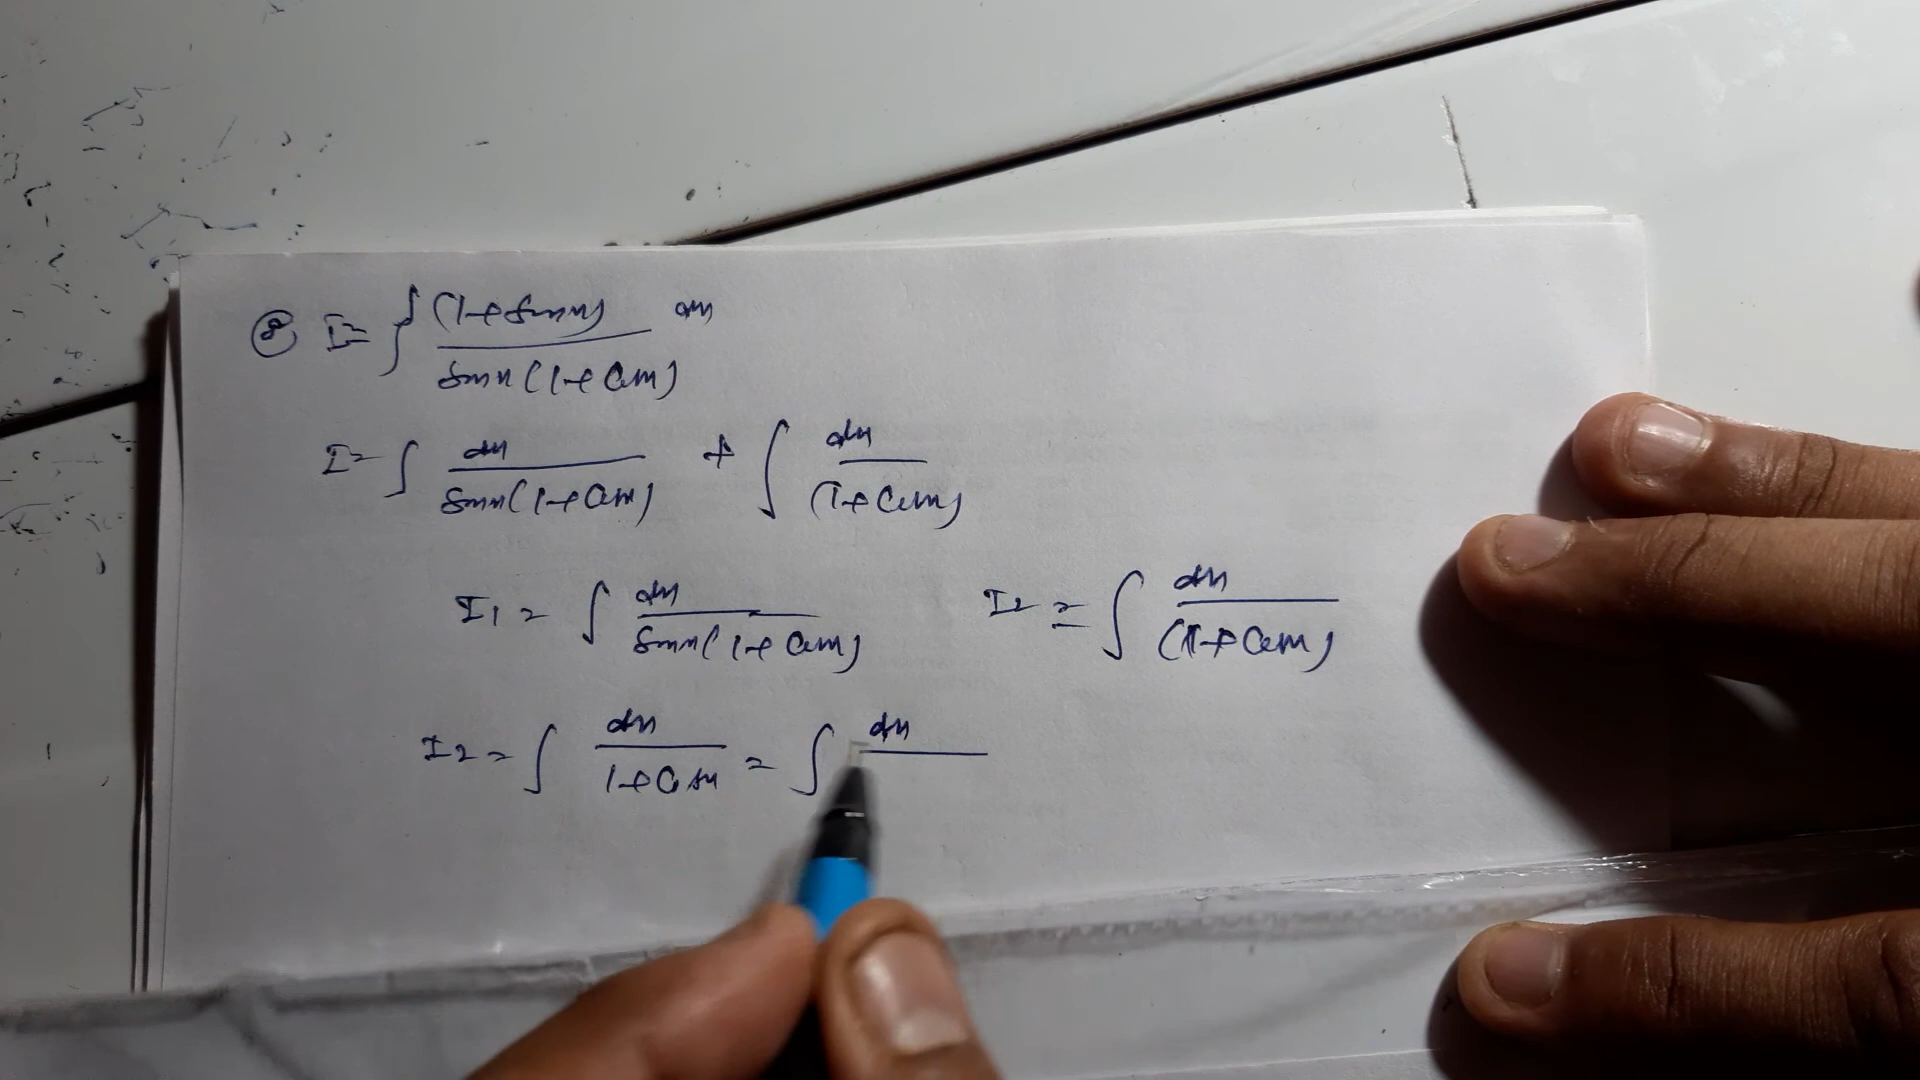 ⑧ I = ∫ (1+sinx) / sinx(1+cosx) dx
I = ∫ dx / sinx(1+cosx) + ∫ dx / (1+cosx)
I1 = ∫ dx / sinx(1+cosx) I2 = ∫ dx / (1+cosx)
I2 = ∫ dx / 1+cosx = ∫ dx